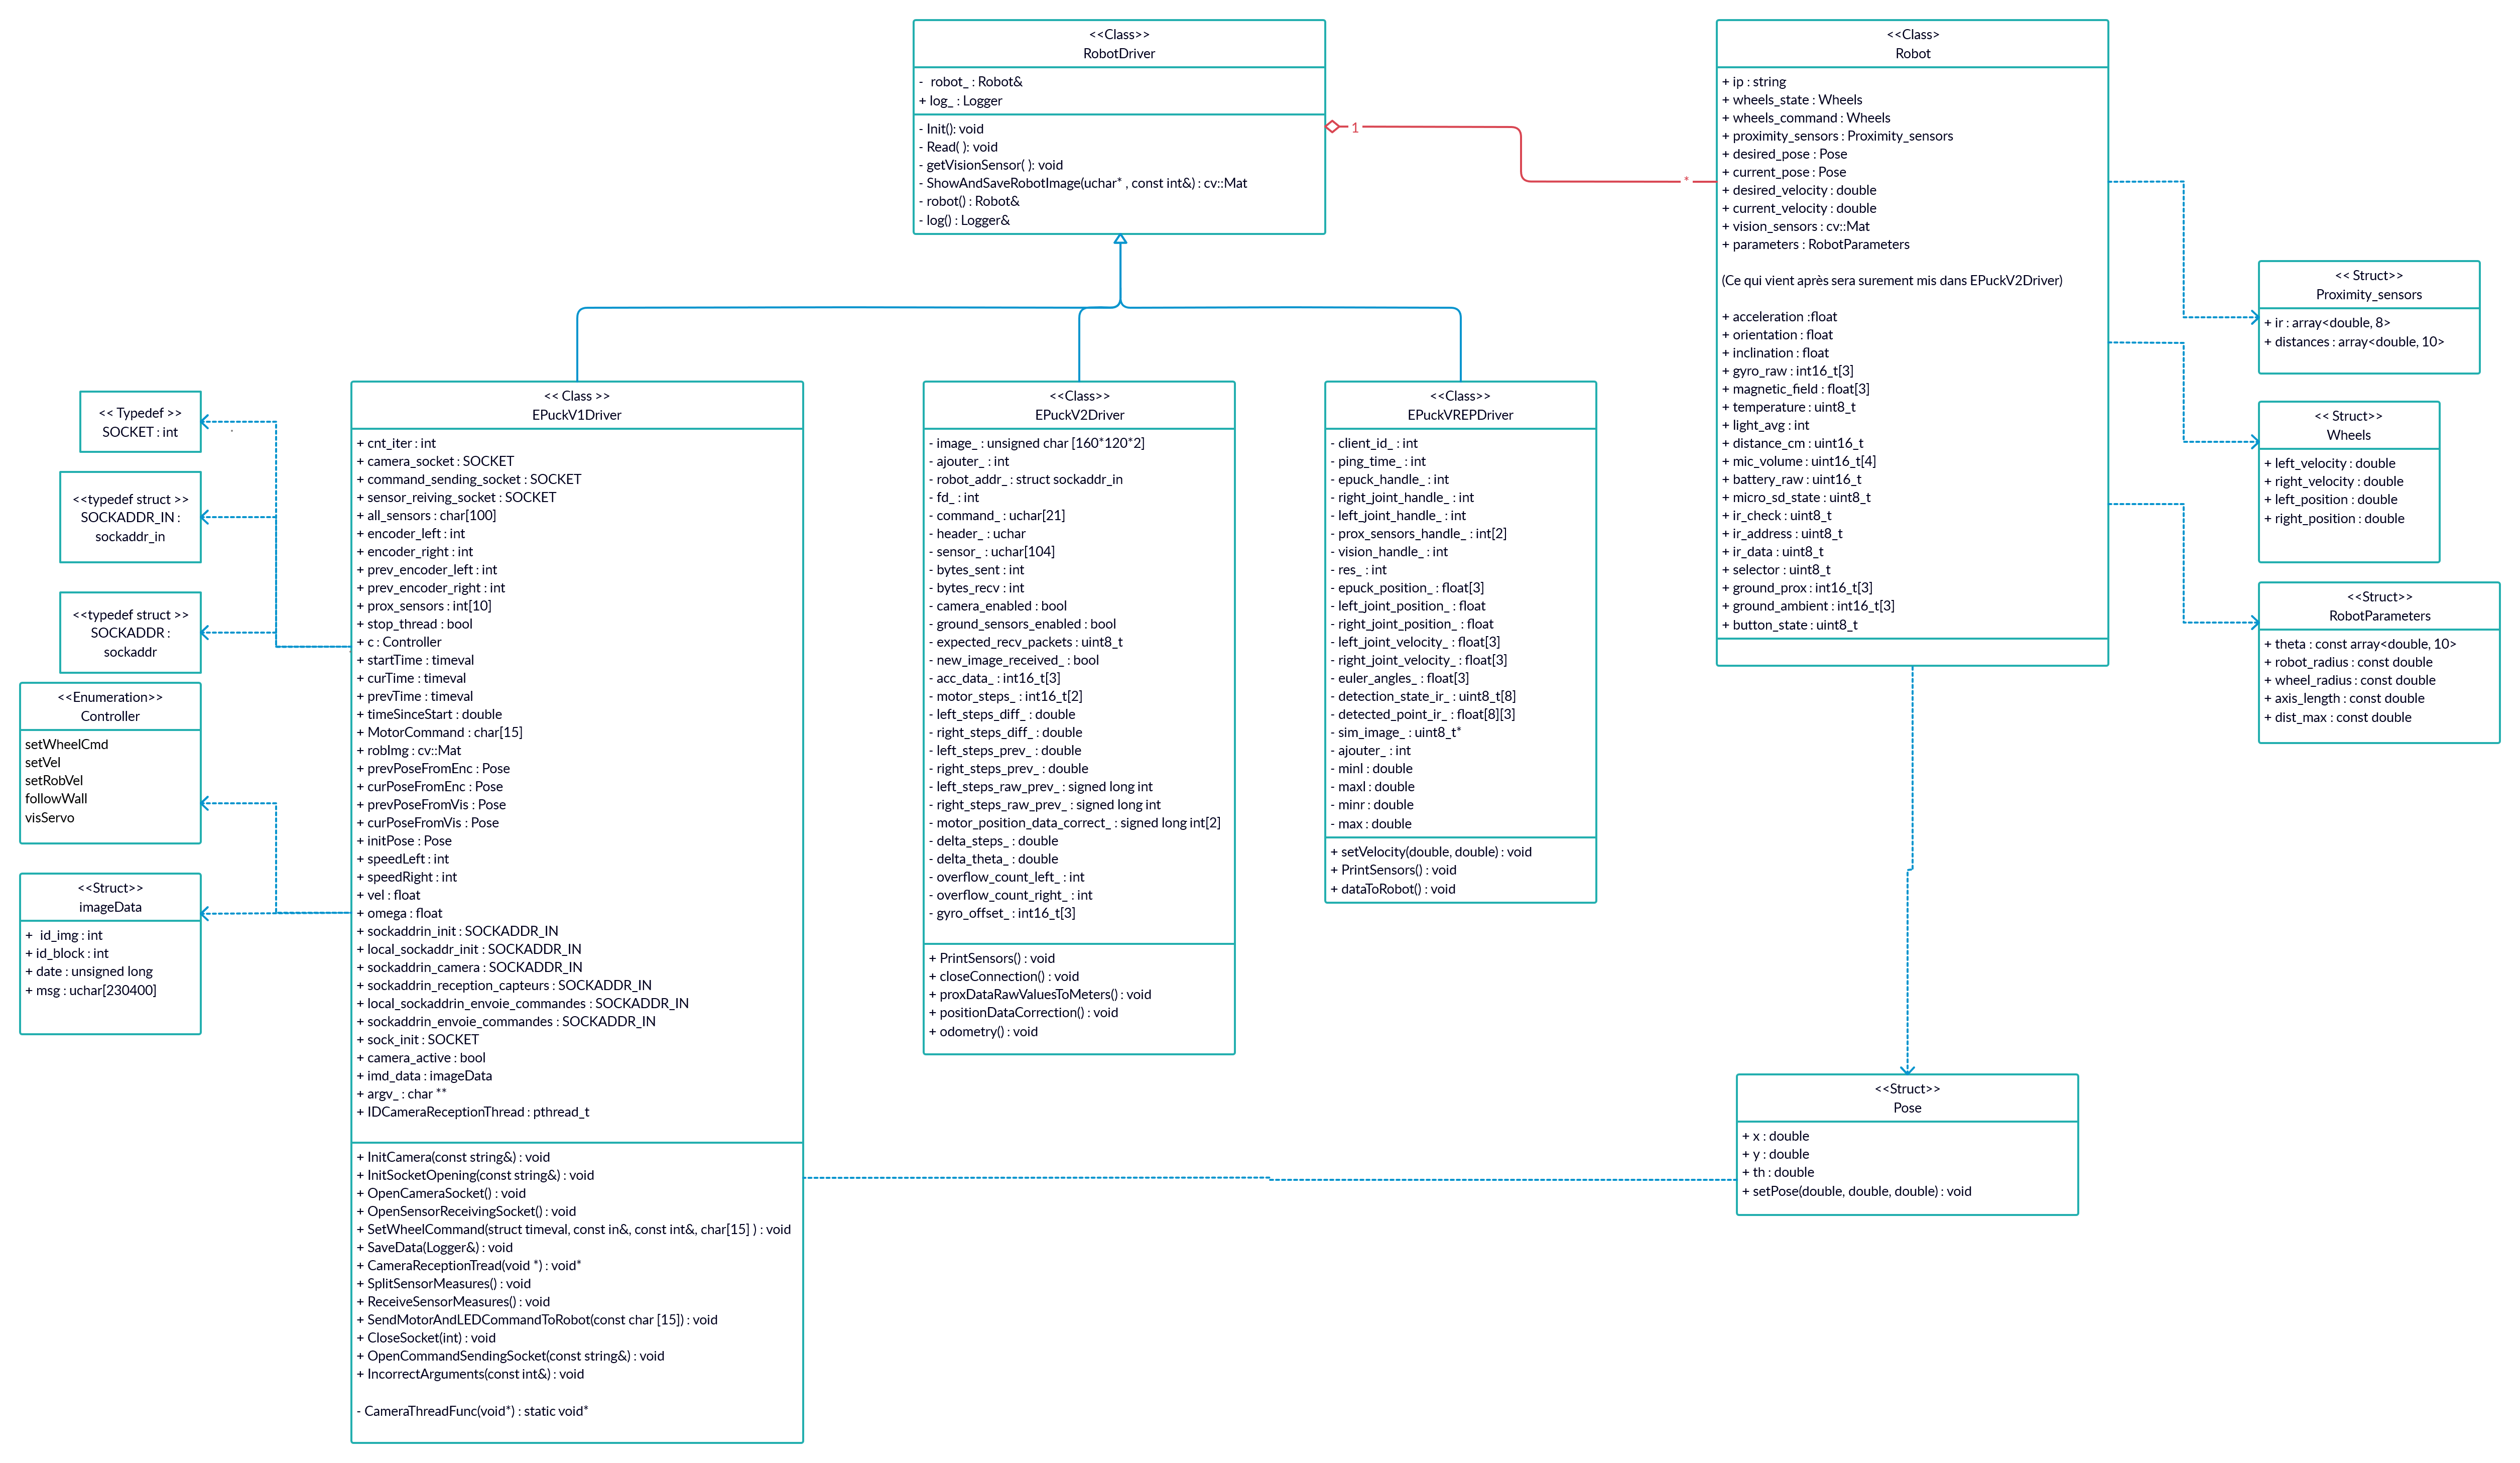 <<Class>>
RobotDriver
-  robot_ : Robot&
+ log_ : Logger
- Init(): void
- Read( ): void
- getVisionSensor( ): void
- ShowAndSaveRobotImage(uchar* , const int&) : cv::Mat
- robot() : Robot&
- log() : Logger&
1
*
<<Class>
Robot
+ ip : string
+ wheels_state : Wheels
+ wheels_command : Wheels
+ proximity_sensors : Proximity_sensors
+ desired_pose : Pose
+ current_pose : Pose
+ desired_velocity : double
+ current_velocity : double
+ vision_sensors : cv::Mat
+ parameters : RobotParameters
(Ce qui vient après sera surement mis dans EPuckV2Driver)
+ acceleration :float
+ orientation : float
+ inclination : float
+ gyro_raw : int16_t[3]
+ magnetic_field : float[3]
+ temperature : uint8_t
+ light_avg : int
+ distance_cm : uint16_t
+ mic_volume : uint16_t[4]
+ battery_raw : uint16_t
+ micro_sd_state : uint8_t
+ ir_check : uint8_t
+ ir_address : uint8_t
+ ir_data : uint8_t
+ selector : uint8_t
+ ground_prox : int16_t[3]
+ ground_ambient : int16_t[3]
+ button_state : uint8_t
<< Struct>>
Proximity_sensors
+ ir : array<double, 8>
+ distances : array<double, 10>
<< Struct>>
Wheels
+ left_velocity : double
+ right_velocity : double
+ left_position : double
+ right_position : double
<<Struct>>
RobotParameters
+ theta : const array<double, 10>
+ robot_radius : const double
+ wheel_radius : const double
+ axis_length : const double
+ dist_max : const double
<< Typedef >>
SOCKET : int
<<typedef struct >>
SOCKADDR_IN :
sockaddr_in
<<typedef struct >>
SOCKADDR :
sockaddr
<<Enumeration>>
Controller
setWheelCmd
setVel
setRobVel
followWall
visServo
<<Struct>>
imageData
+  id_img : int
+ id_block : int
+ date : unsigned long
+ msg : uchar[230400]
<< Class >>
EPuckV1Driver
+ cnt_iter : int
+ camera_socket : SOCKET
+ command_sending_socket : SOCKET
+ sensor_reiving_socket : SOCKET
+ all_sensors : char[100]
+ encoder_left : int
+ encoder_right : int
+ prev_encoder_left : int
+ prev_encoder_right : int
+ prox_sensors : int[10]
+ stop_thread : bool
+ c : Controller
+ startTime : timeval
+ curTime : timeval
+ prevTime : timeval
+ timeSinceStart : double
+ MotorCommand : char[15]
+ robImg : cv::Mat
+ prevPoseFromEnc : Pose
+ curPoseFromEnc : Pose
+ prevPoseFromVis : Pose
+ curPoseFromVis : Pose
+ initPose : Pose
+ speedLeft : int
+ speedRight : int
+ vel : float
+ omega : float
+ sockaddrin_init : SOCKADDR_IN
+ local_sockaddr_init : SOCKADDR_IN
+ sockaddrin_camera : SOCKADDR_IN
+ sockaddrin_reception_capteurs : SOCKADDR_IN
+ local_sockaddrin_envoie_commandes : SOCKADDR_IN
+ sockaddrin_envoie_commandes : SOCKADDR_IN
+ sock_init : SOCKET
+ camera_active : bool
+ imd_data : imageData
+ argv_ : char **
+ IDCameraReceptionThread : pthread_t
+ InitCamera(const string&) : void
+ InitSocketOpening(const string&) : void
+ OpenCameraSocket() : void
+ OpenSensorReceivingSocket() : void
+ SetWheelCommand(struct timeval, const in&, const int&, char[15] ) : void
+ SaveData(Logger&) : void
+ CameraReceptionTread(void *) : void*
+ SplitSensorMeasures() : void
+ ReceiveSensorMeasures() : void
+ SendMotorAndLEDCommandToRobot(const char [15]) : void
+ CloseSocket(int) : void
+ OpenCommandSendingSocket(const string&) : void
+ IncorrectArguments(const int&) : void
- CameraThreadFunc(void*) : static void*
<<Class>>
EPuckV2Driver
- image_ : unsigned char [160*120*2]
- ajouter_ : int
- robot_addr_ : struct sockaddr_in
- fd_ : int
- command_ : uchar[21]
- header_ : uchar
- sensor_ : uchar[104]
- bytes_sent : int
- bytes_recv : int
- camera_enabled : bool
- ground_sensors_enabled : bool
- expected_recv_packets : uint8_t
- new_image_received_ : bool
- acc_data_ : int16_t[3]
- motor_steps_ : int16_t[2]
- left_steps_diff_ : double
- right_steps_diff_ : double
- left_steps_prev_ : double
- right_steps_prev_ : double
- left_steps_raw_prev_ : signed long int
- right_steps_raw_prev_ : signed long int
- motor_position_data_correct_ : signed long int[2]
- delta_steps_ : double
- delta_theta_ : double
- overflow_count_left_ : int
- overflow_count_right_ : int
- gyro_offset_ : int16_t[3]
+ PrintSensors() : void
+ closeConnection() : void
+ proxDataRawValuesToMeters() : void
+ positionDataCorrection() : void
+ odometry() : void
<<Class>>
EPuckVREPDriver
- client_id_ : int
- ping_time_ : int
- epuck_handle_ : int
- right_joint_handle_ : int
- left_joint_handle_ : int
- prox_sensors_handle_ : int[2]
- vision_handle_ : int
- res_ : int
- epuck_position_ : float[3]
- left_joint_position_ : float
- right_joint_position_ : float
- left_joint_velocity_ : float[3]
- right_joint_velocity_ : float[3]
- euler_angles_ : float[3]
- detection_state_ir_ : uint8_t[8]
- detected_point_ir_ : float[8][3]
- sim_image_ : uint8_t*
- ajouter_ : int
- minl : double
- maxl : double
- minr : double
- max : double
+ setVelocity(double, double) : void
+ PrintSensors() : void
+ dataToRobot() : void
<<Struct>>
Pose
+ x : double
+ y : double
+ th : double
+ setPose(double, double, double) : void